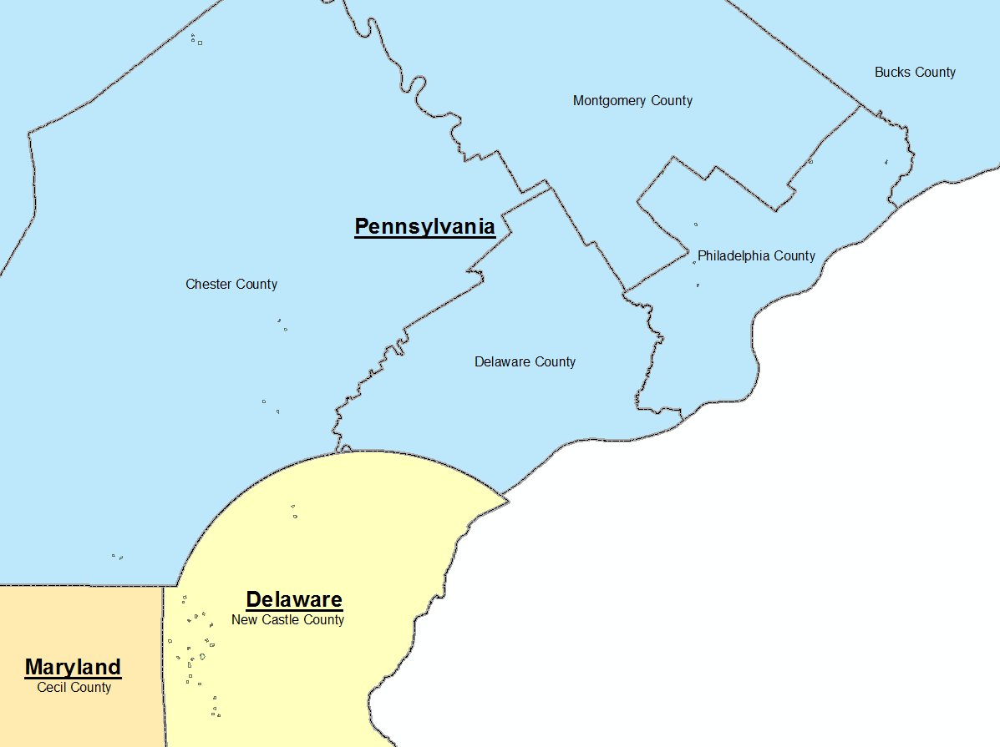 Bucks County
Montgomery County
Pennsylvania
Philadelphia County
Chester County
Delaware County
Delaware
New Castle County
Maryland
Cecil County